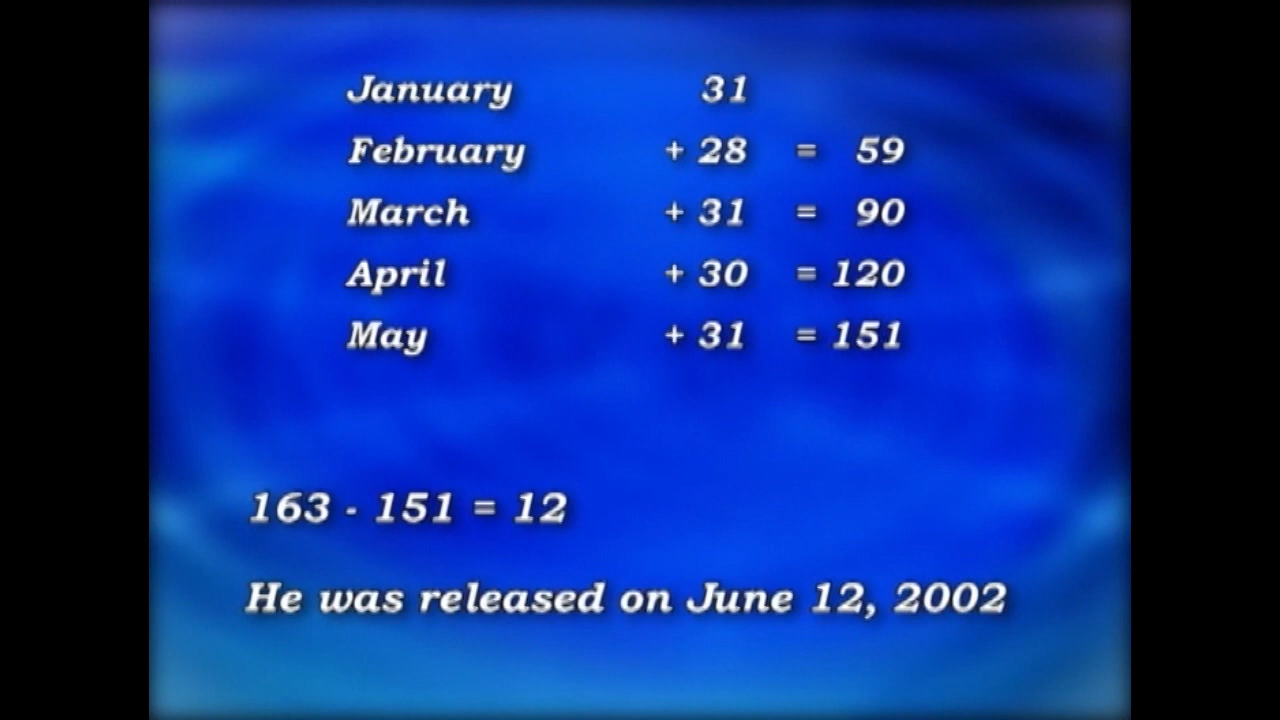 January 31
February + 28 = 59
March + 31 = 90
April + 30 = 120
May + 31 = 151
163 - 151 = 12
He was released on June 12, 2002